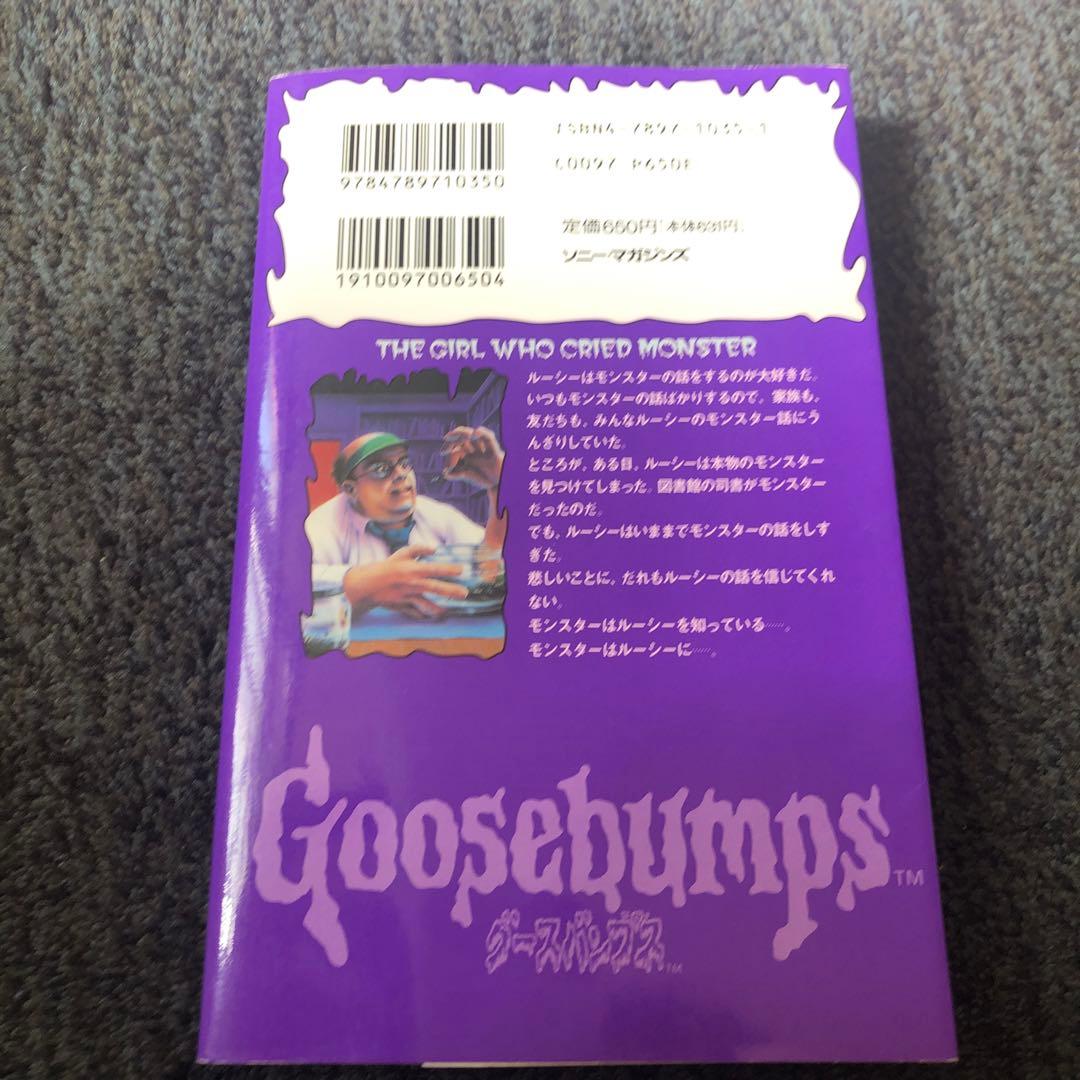 9784789710350
ISBN4-7897-1035-1
C0097 P650E
1910097006504
定価650円(本体631円)
ソニー・マガジンズ
THE GIRL WHO CRIED MONSTER
ルーシーはモンスターの話をするのが大好きだ。
いつもモンスターの話ばかりするので。家族も。
友だちも。みんなルーシーのモンスター話にう
んざりしていた。
ところが。ある日。ルーシーは本物のモンスター
を見つけてしまった。図書館の司書がモンスター
だったのだ。
でも。ルーシーはいままでモンスターの話をしす
ぎた。
悲しいことに。だれもルーシーの話を信じてくれ
ない。
モンスターはルーシーを知っている……。
モンスターはルーシーに……。
Goosebumps TM
グースバンプス TM